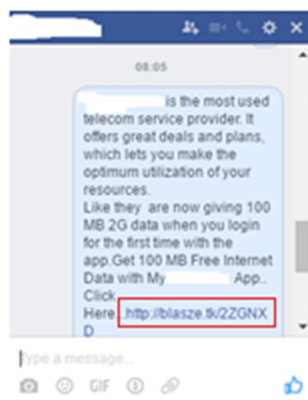 08:05
is the most used
telecom service provider. It
offers great deals and plans,
which lets you make the
optimum utilization of your
resources.
Like they are now giving 100
MB 2G data when you login
for the first time with the
app.Get 100 MB Free Internet
Data with My App..
Click
Here..http://blasze.tk/2ZGNX
D
Type a message...
GIF